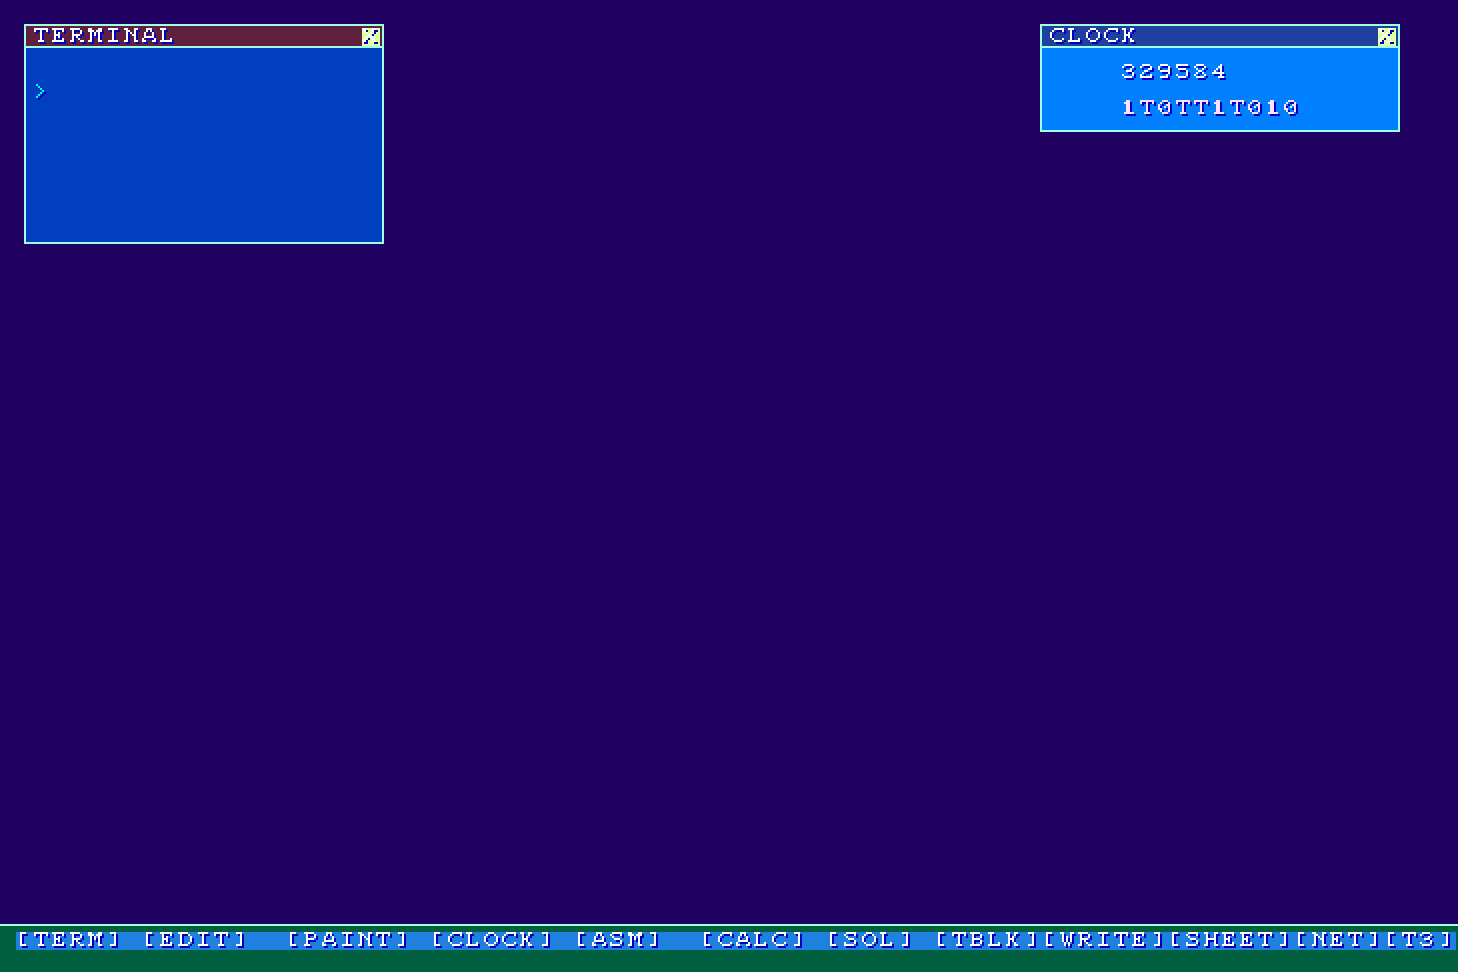 TERMINAL
>
CLOCK
329584
1T0TT1T010
[TERM] [EDIT] [PAINT] [CLOCK] [ASM] [CALC] [SOL] [TBLK][WRITE][SHEET][NET][T3]